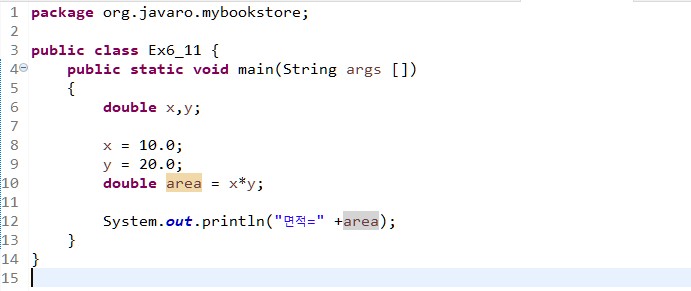 1 package org.javaro.mybookstore;
2
3 public class Ex6_11 {
4 public static void main(String args [])
5 {
6 double x,y;
7
8 x = 10.0;
9 y = 20.0;
10 double area = x*y;
11
12 System.out.println("면적=" +area);
13 }
14 }
15